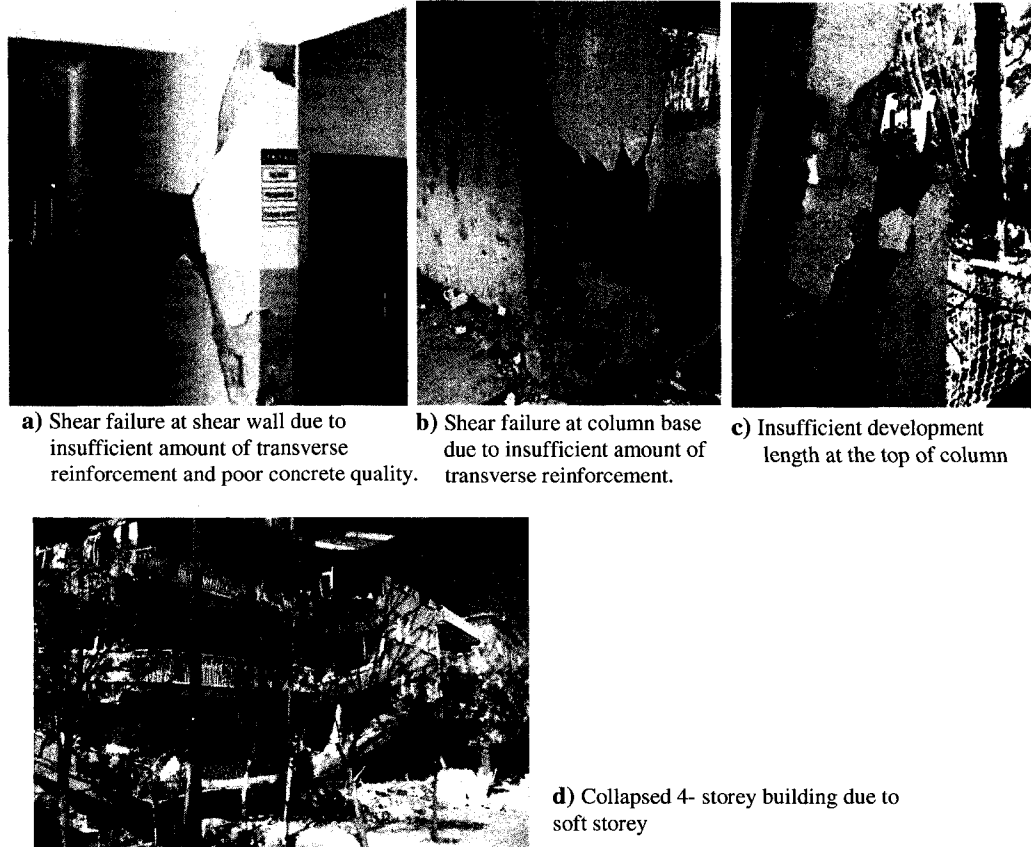 a) Shear failure at shear wall due to
insufficient amount of transverse
reinforcement and poor concrete quality.
b) Shear failure at column base
due to insufficient amount of
transverse reinforcement.
c) Insufficient development
length at the top of column
d) Collapsed 4- storey building due to
soft storey